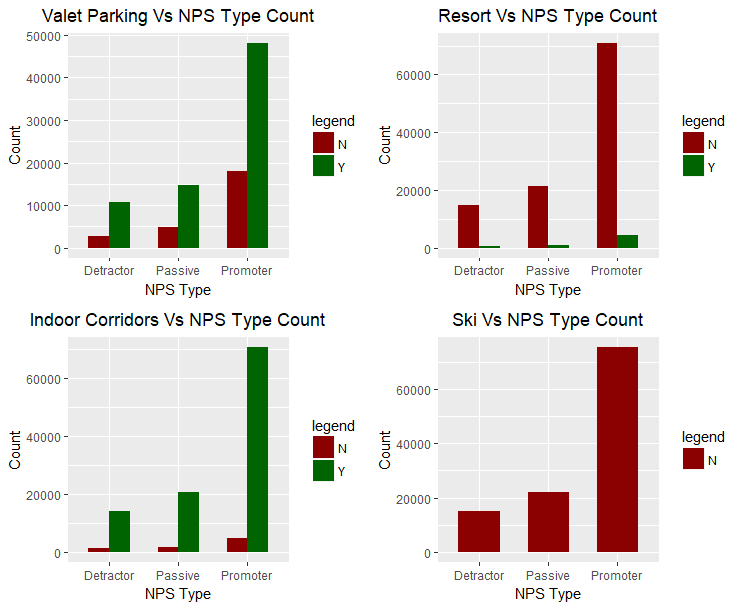 Valet Parking Vs NPS Type Count
50000
40000
30000
20000
10000
0
Count
Detractor Passive Promoter
NPS Type
legend
N
Y
Resort Vs NPS Type Count
60000
40000
20000
0
Count
Detractor Passive Promoter
NPS Type
legend
N
Y
Indoor Corridors Vs NPS Type Count
60000
40000
20000
0
Count
Detractor Passive Promoter
NPS Type
legend
N
Y
Ski Vs NPS Type Count
60000
40000
20000
0
Count
Detractor Passive Promoter
NPS Type
legend
N